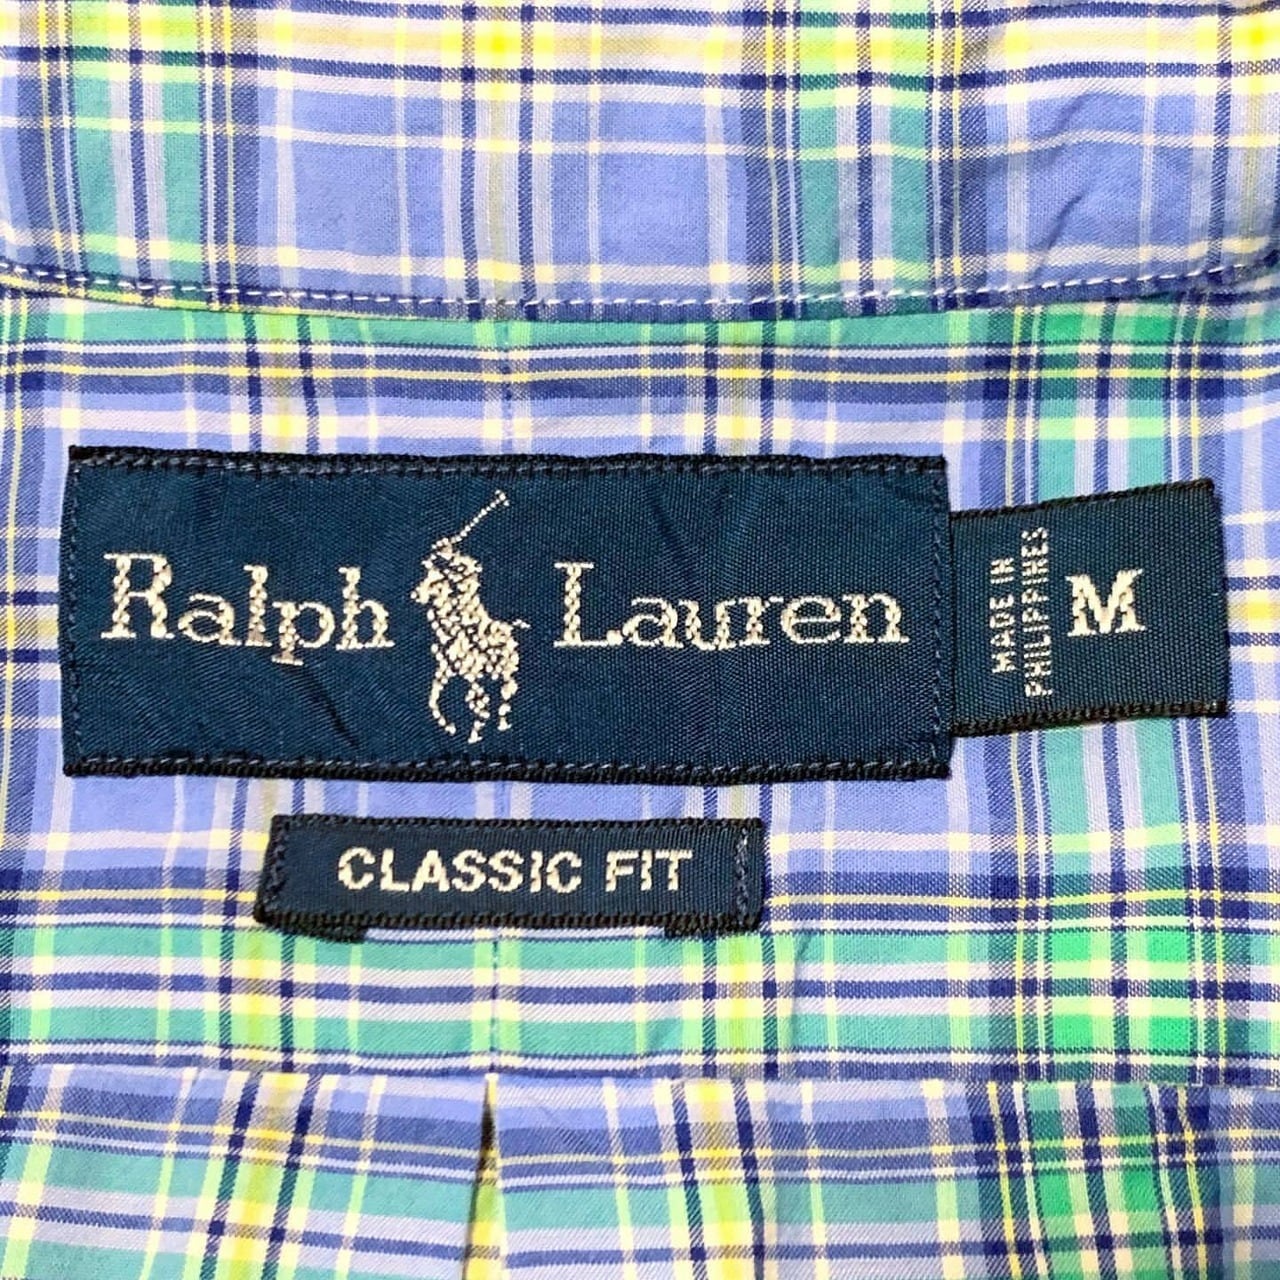 Ralph Lauren
MADE IN
PHILIPPINES
M
CLASSIC FIT